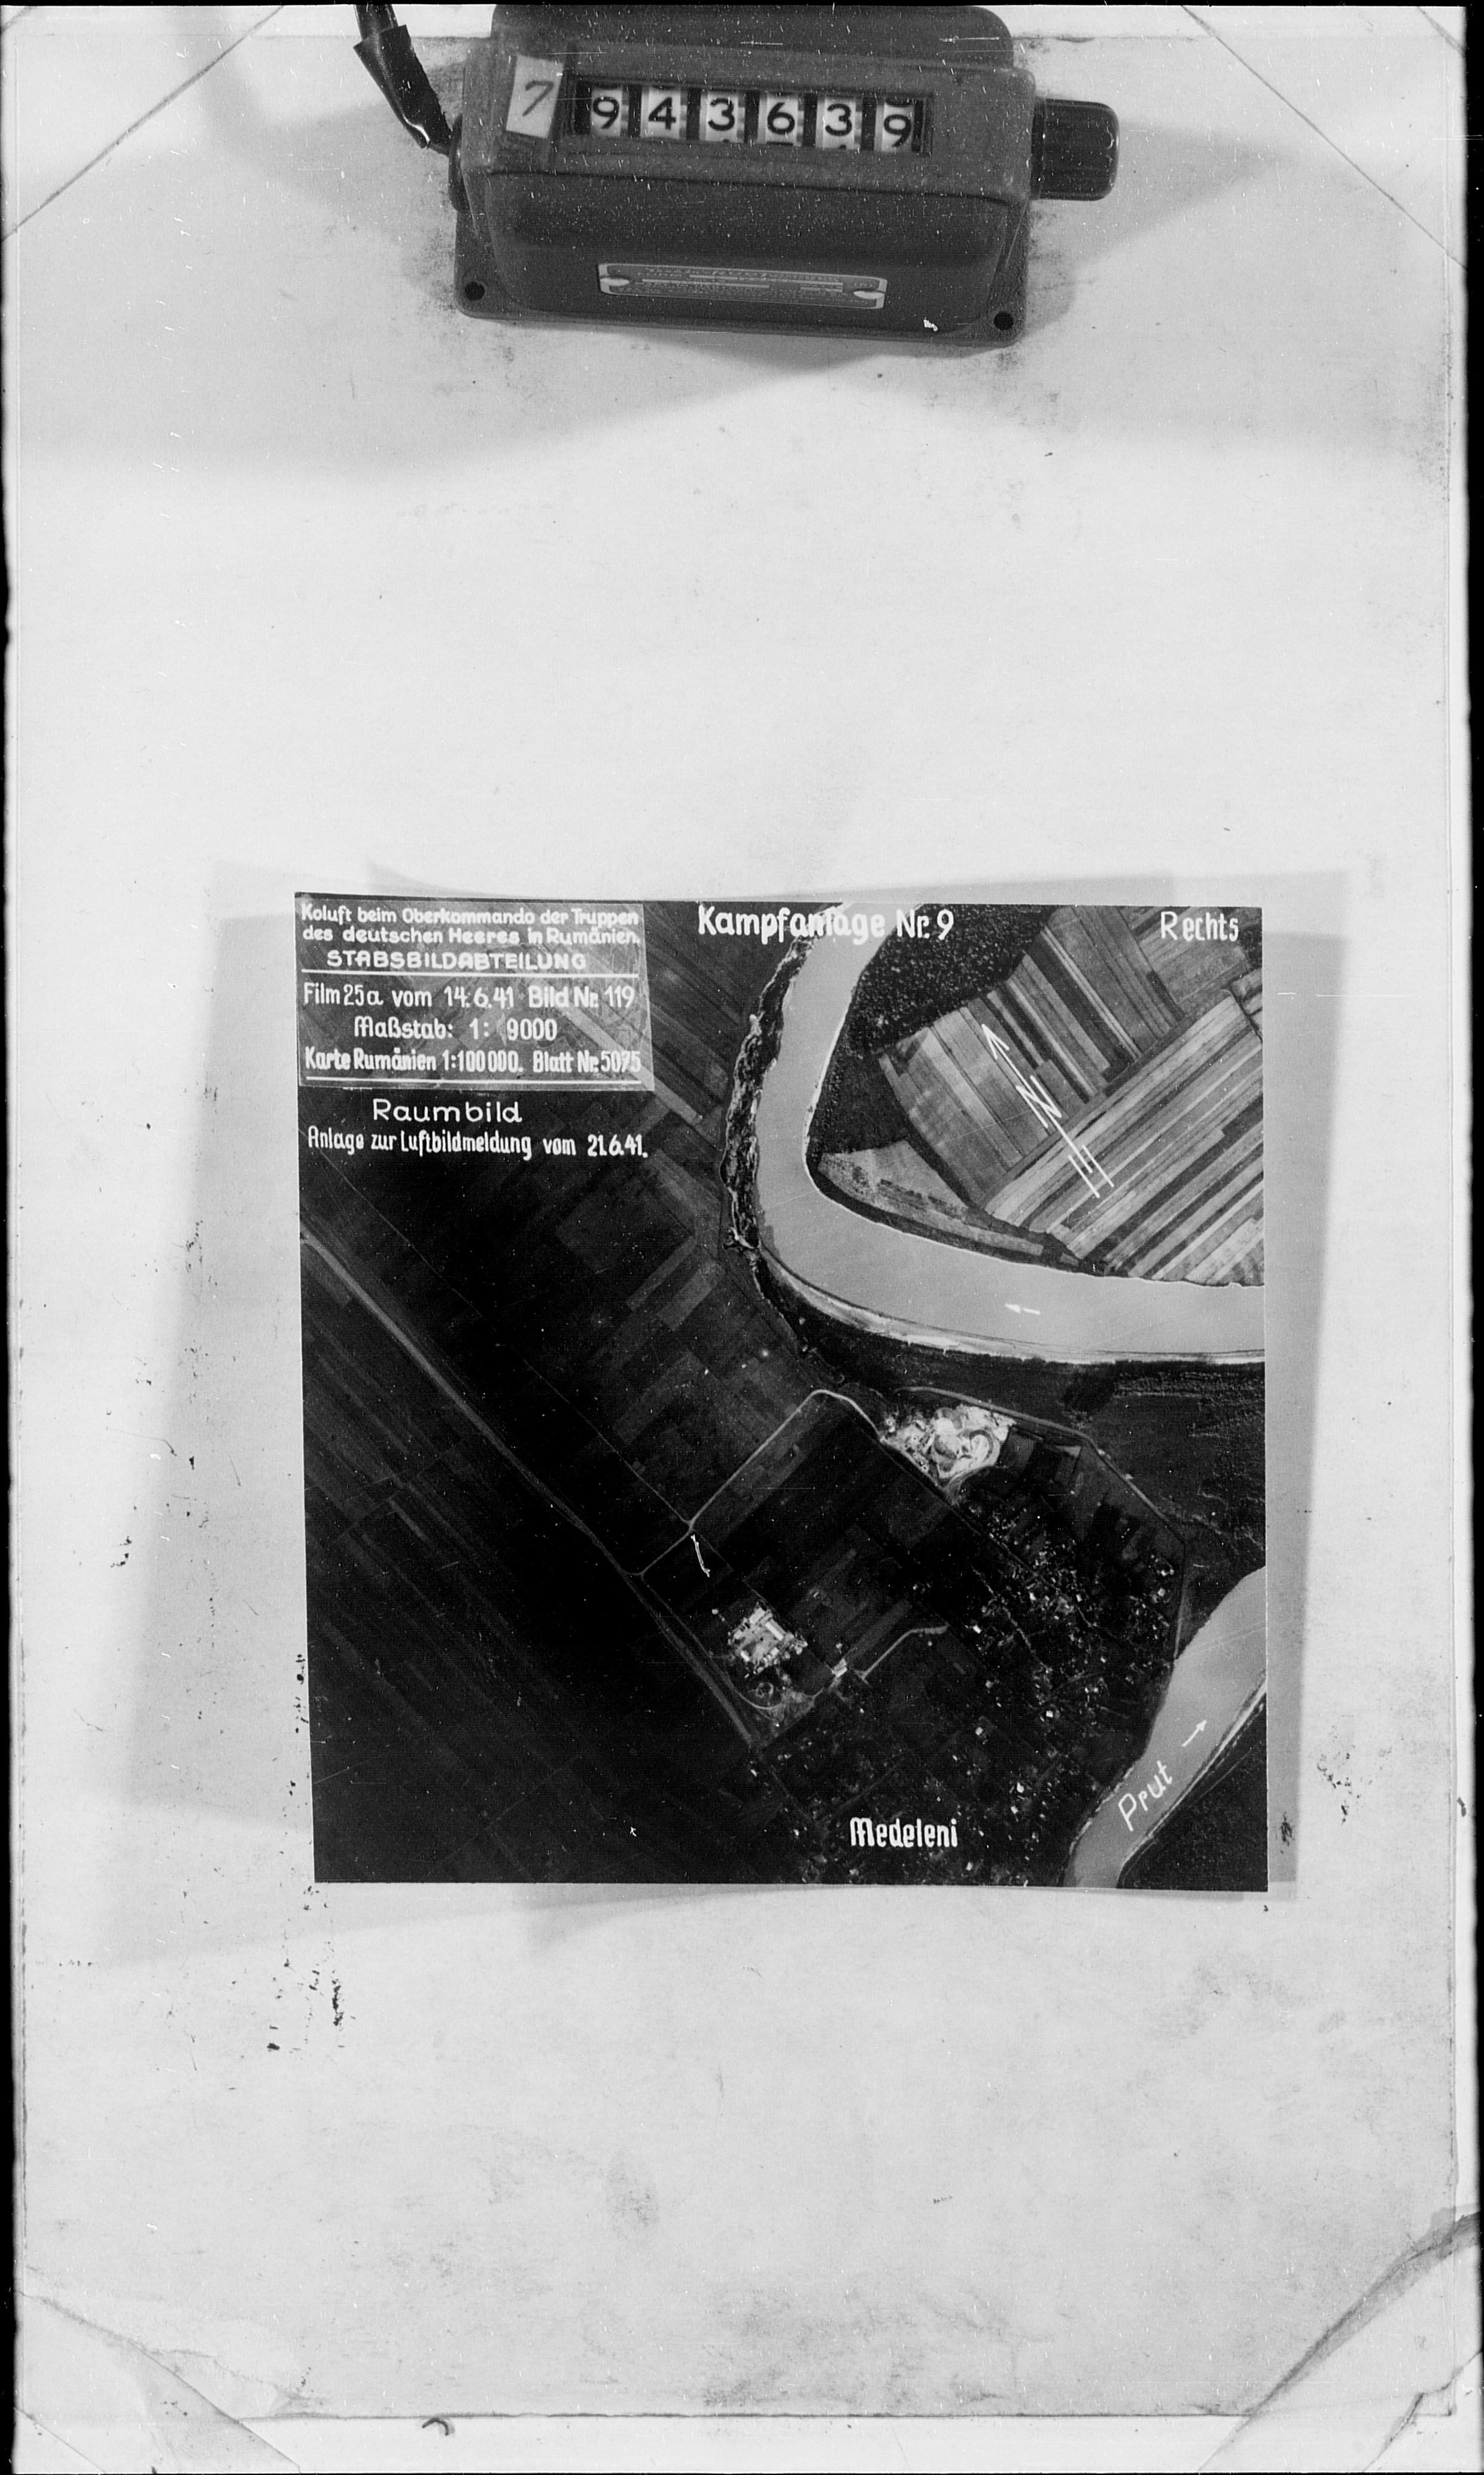 7 943639
Koluft beim Oberkommando der Truppen
des deutschen Heeres in Rumänien.
STABSBILDABTEILUNG
Film 25a vom 14.6.41 Bild Nr. 119
Maßstab: 1: 9000
Karte Rumänien 1:100000. Blatt Nr. 5075
Raumbild
Anlage zur Luftbildmeldung vom 21.6.41.
Kampfanlage Nr. 9
Rechts
N
Prut
Medeleni